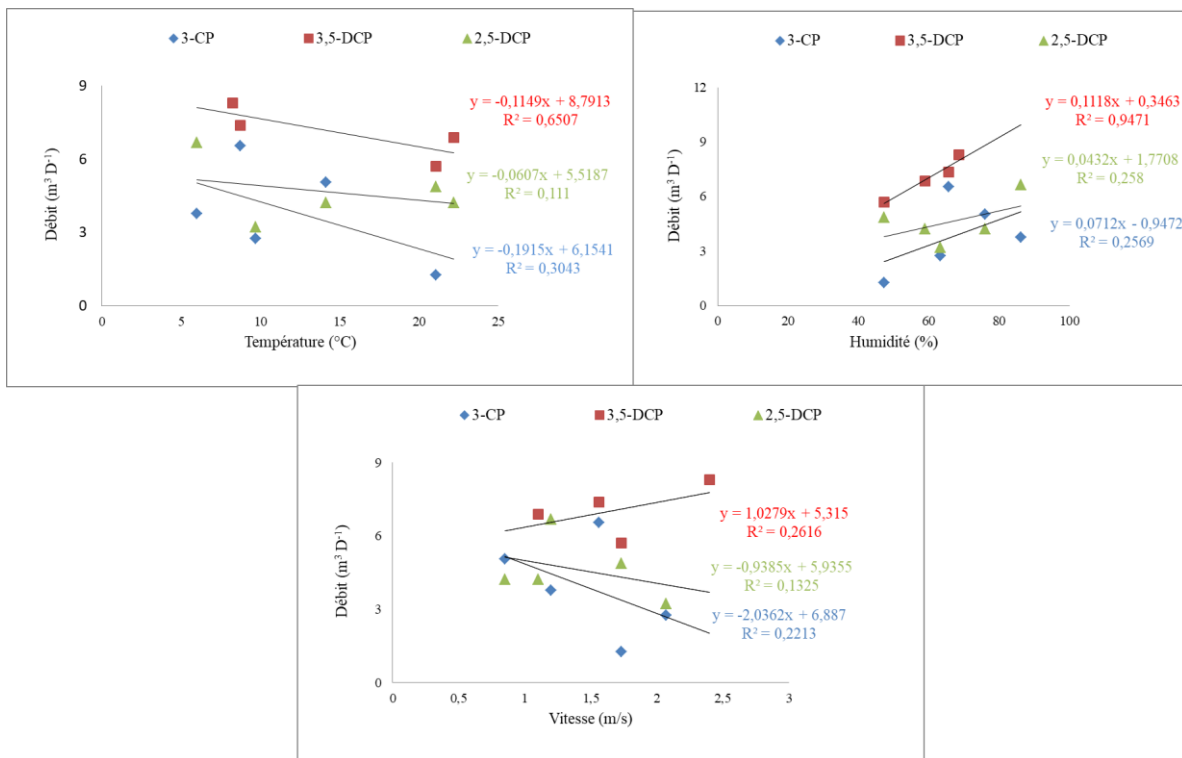 3-CP 3,5-DCP 2,5-DCP
9
6
3
0
Débit (m³ D⁻¹)
y = -0,1149x + 8,7913
R² = 0,6507
y = -0,0607x + 5,5187
R² = 0,111
y = -0,1915x + 6,1541
R² = 0,3043
0 5 10 15 20 25
Température (°C)
3-CP 3,5-DCP 2,5-DCP
12
9
6
3
0
Débit (m³ D⁻¹)
y = 0,1118x + 0,3463
R² = 0,9471
y = 0,0432x + 1,7708
R² = 0,258
y = 0,0712x - 0,9472
R² = 0,2569
0 20 40 60 80 100
Humidité (%)
3-CP 3,5-DCP 2,5-DCP
9
6
3
0
Débit (m³ D⁻¹)
y = 1,0279x + 5,315
R² = 0,2616
y = -0,9385x + 5,9355
R² = 0,1325
y = -2,0362x + 6,887
R² = 0,2213
0 0,5 1 1,5 2 2,5 3
Vitesse (m/s)